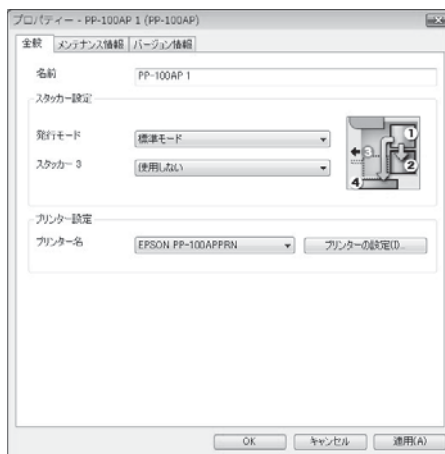 プロパティー - PP-100AP 1 (PP-100AP)
全般 メンテナンス情報 バージョン情報
名前 PP-100AP 1
スタッカー設定
発行モード 標準モード
スタッカー 3 使用しない
1
3
2
4
プリンター設定
プリンター名 EPSON PP-100APPRN プリンターの設定(I)...
OK キャンセル 適用(A)